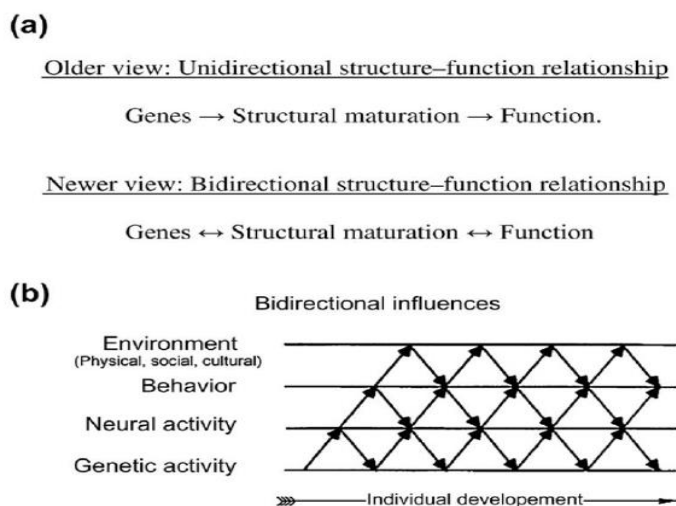 (a)
Older view: Unidirectional structure–function relationship
Genes → Structural maturation → Function.
Newer view: Bidirectional structure–function relationship
Genes ↔ Structural maturation ↔ Function
(b)
Bidirectional influences
Environment
(Physical, social, cultural)
Behavior
Neural activity
Genetic activity
Individual developement